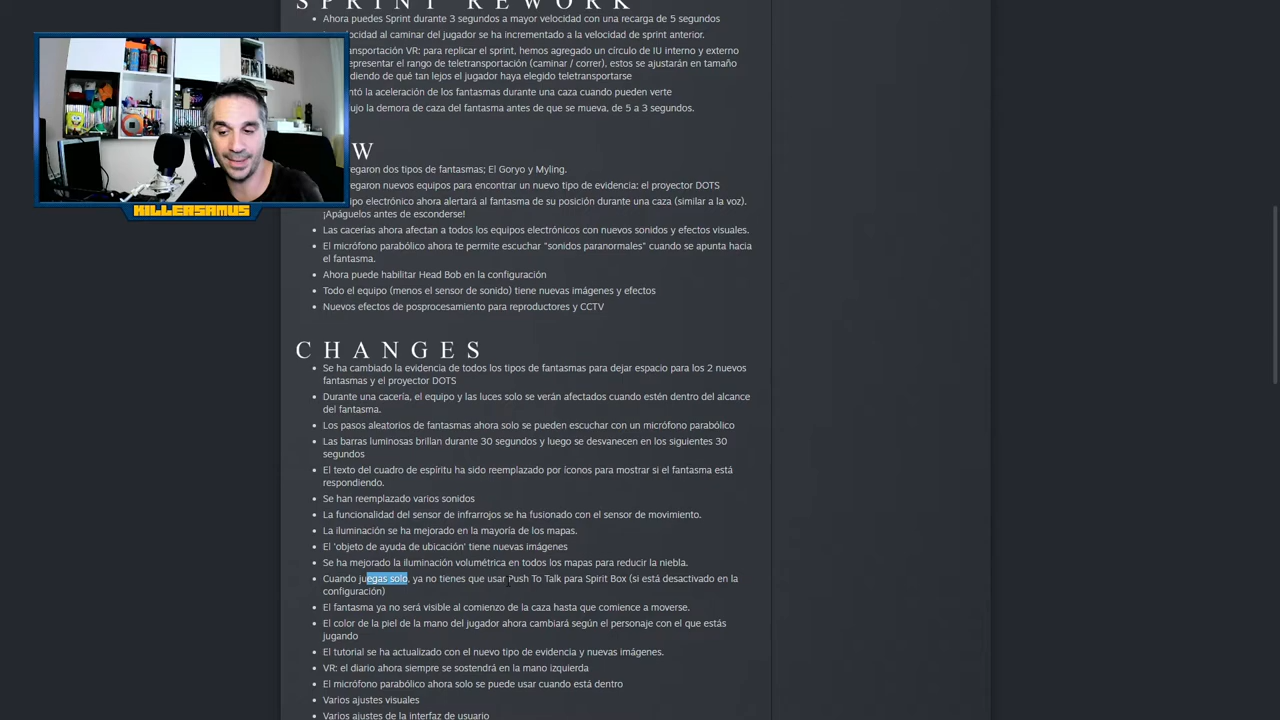 SPRINT REWORK
Ahora puedes Sprint durante 3 segundos a mayor velocidad con una recarga de 5 segundos
ocidad al caminar del jugador se ha incrementado a la velocidad de sprint anterior.
transportación VR: para replicar el sprint, hemos agregado un círculo de IU interno y externo
epresentar el rango de teletransportación (caminar / correr), estos se ajustarán en tamaño
diendo de qué tan lejos el jugador haya elegido teletransportarse
ntó la aceleración de los fantasmas durante una caza cuando pueden verte
ujo la demora de caza del fantasma antes de que se mueva, de 5 a 3 segundos.
W
regaron dos tipos de fantasmas; El Goryo y Myling.
regaron nuevos equipos para encontrar un nuevo tipo de evidencia: el proyector DOTS
ipo electrónico ahora alertará al fantasma de su posición durante una caza (similar a la voz).
¡Apáguelos antes de esconderse!
KILLERSAMUS
Las cacerías ahora afectan a todos los equipos electrónicos con nuevos sonidos y efectos visuales.
El micrófono parabólico ahora te permite escuchar "sonidos paranormales" cuando se apunta hacia
el fantasma.
Ahora puede habilitar Head Bob en la configuración
Todo el equipo (menos el sensor de sonido) tiene nuevas imágenes y efectos
Nuevos efectos de posprocesamiento para reproductores y CCTV
CHANGES
Se ha cambiado la evidencia de todos los tipos de fantasmas para dejar espacio para los 2 nuevos
fantasmas y el proyector DOTS
Durante una cacería, el equipo y las luces solo se verán afectados cuando estén dentro del alcance
del fantasma.
Los pasos aleatorios de fantasmas ahora solo se pueden escuchar con un micrófono parabólico
Las barras luminosas brillan durante 30 segundos y luego se desvanecen en los siguientes 30
segundos
El texto del cuadro de espíritu ha sido reemplazado por íconos para mostrar si el fantasma está
respondiendo.
Se han reemplazado varios sonidos
La funcionalidad del sensor de infrarrojos se ha fusionado con el sensor de movimiento.
La iluminación se ha mejorado en la mayoría de los mapas.
El 'objeto de ayuda de ubicación' tiene nuevas imágenes
Se ha mejorado la iluminación volumétrica en todos los mapas para reducir la niebla.
Cuando juegas solo, ya no tienes que usar Push To Talk para Spirit Box (si está desactivado en la
configuración)
El fantasma ya no será visible al comienzo de la caza hasta que comience a moverse.
El color de la piel de la mano del jugador ahora cambiará según el personaje con el que estás
jugando
El tutorial se ha actualizado con el nuevo tipo de evidencia y nuevas imágenes.
VR: el diario ahora siempre se sostendrá en la mano izquierda
El micrófono parabólico ahora solo se puede usar cuando está dentro
Varios ajustes visuales
Varios ajustes de la interfaz de usuario